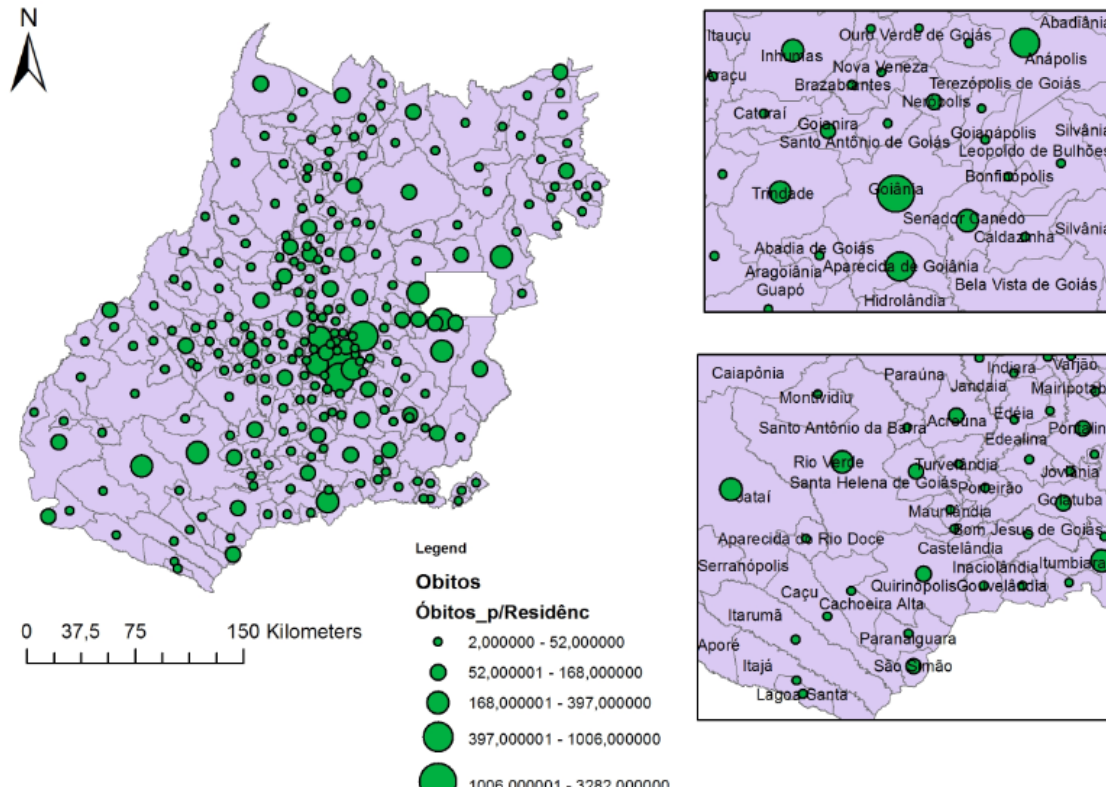 N
0 37,5 75 150 Kilometers
Legend
Obitos
Óbitos_p/Residênc
2,000000 - 52,000000
52,000001 - 168,000000
168,000001 - 397,000000
397,000001 - 1006,000000
1006,000001 - 3282,000000
Itauçu
Ouro Verde de Goiás
Abadiânia
Inhumas
Anápolis
Araçu
Nova Veneza
Brazabrantes
Terezópolis de Goiás
Nerópolis
Caturaí
Goianira
Goianápolis
Silvânia
Santo Antônio de Goiás
Leopoldo de Bulhões
Bonfinópolis
Trindade
Goiânia
Senador Canedo
Caldazinha
Silvânia
Abadia de Goiás
Aragoiânia
Aparecida de Goiânia
Guapó
Bela Vista de Goiás
Hidrolândia
Caiapônia
Paraúna
Indiara
Varjão
Jandaia
Mairipotab
Montividiu
Acreúna
Edéia
Santo Antônio da Barra
Edealina
Pontalin
Rio Verde
Turvelândia
Joviânia
Santa Helena de Goiás
Porteirão
Jataí
Goiatuba
Maurilândia
Bom Jesus de Goiás
Aparecida do Rio Doce
Castelândia
Serranópolis
Inaciolândia
Itumbiara
Caçu
Quirinópolis
Gouvelândia
Cachoeira Alta
Itarumã
Aporé
Paranaiguara
Itajá
São Simão
Lagoa Santa